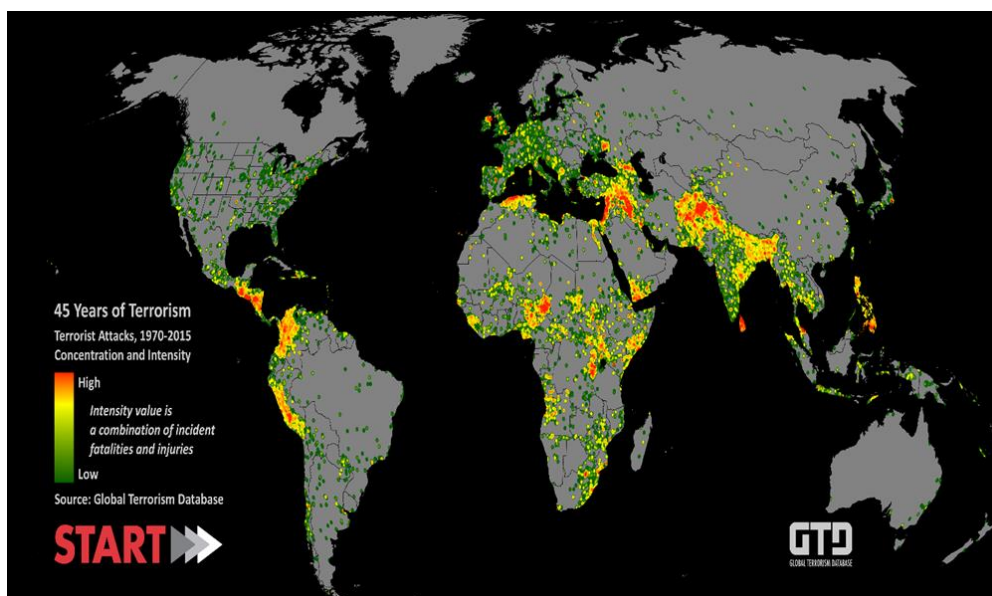 45 Years of Terrorism
Terrorist Attacks, 1970-2015
Concentration and Intensity
High
Intensity value is
a combination of incident
fatalities and injuries
Low
Source: Global Terrorism Database
START
GTD
GLOBAL TERRORISM DATABASE